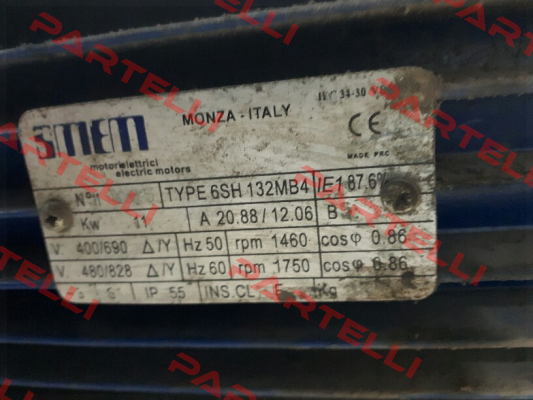 SMEM
motorielettrici
electric motors
MONZA - ITALY
IEC 34-30
CE
MADE PRC
N° TYPE 6SH 132MB4 IE1 87.6%
Kw 11 A 20.88/12.06 B
V 400/690 Δ/Y Hz 50 rpm 1460 cosφ 0.86
V. 480/828 Δ/Y Hz 60 rpm 1750 cosφ 0.86
IP 55 INS.CL. F Kg
PARTELLI
PARTELLI
PARTELLI
PARTELLI
PARTELLI
PARTELLI